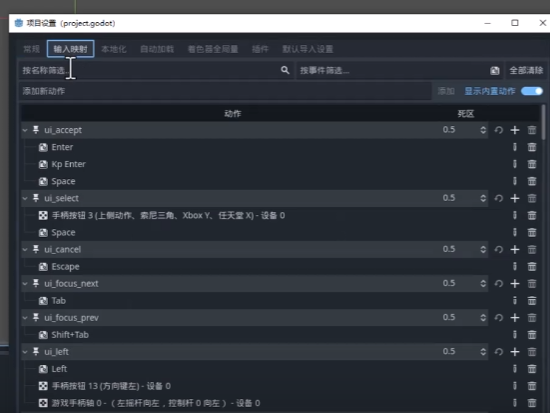 项目设置（project.godot）
常规 输入映射 本地化 自动加载 着色器全局量 插件 默认导入设置
按名称筛选... 按事件筛选... 全部清除
添加新动作 添加 显示内置动作
动作 死区
ui_accept 0.5
Enter
Kp Enter
Space
ui_select 0.5
手柄按钮 3 (上侧动作、索尼三角、Xbox Y、任天堂 X) - 设备 0
Space
ui_cancel 0.5
Escape
ui_focus_next 0.5
Tab
ui_focus_prev 0.5
Shift+Tab
ui_left 0.5
Left
手柄按钮 13 (方向键左) - 设备 0
游戏手柄轴 0 - （左摇杆向左，控制杆 0 向左） - 设备 0